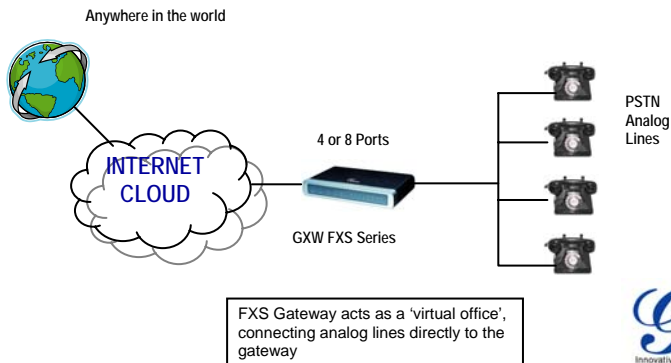 Anywhere in the world
PSTN
Analog
Lines
4 or 8 Ports
INTERNET
CLOUD
GXW FXS Series
FXS Gateway acts as a ‘virtual office’,
connecting analog lines directly to the
gateway
Innovative